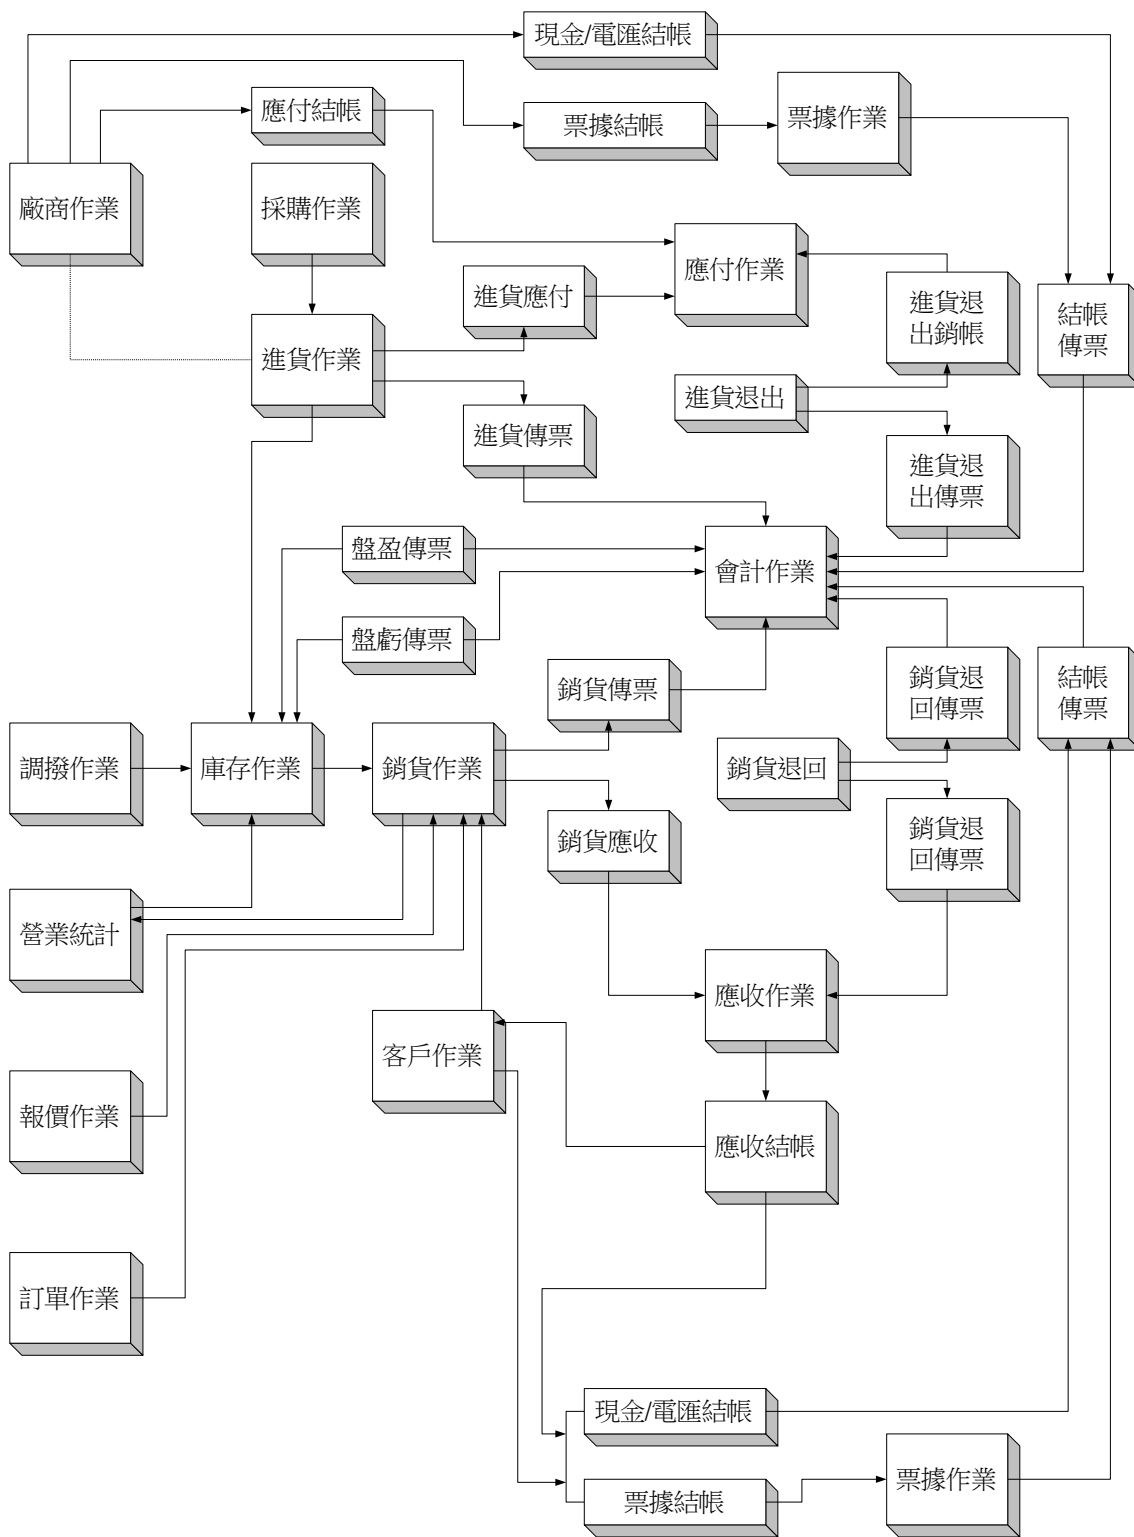 現金/電匯結帳
應付結帳
票據結帳
票據作業
廠商作業
採購作業
應付作業
進貨應付
進貨退
出銷帳
結帳
傳票
進貨作業
進貨退出
進貨傳票
進貨退
出傳票
盤盈傳票
會計作業
盤虧傳票
銷貨傳票
銷貨退
回傳票
結帳
傳票
調撥作業
庫存作業
銷貨作業
銷貨退回
銷貨應收
銷貨退
回傳票
營業統計
應收作業
客戶作業
報價作業
應收結帳
訂單作業
現金/電匯結帳
票據結帳
票據作業